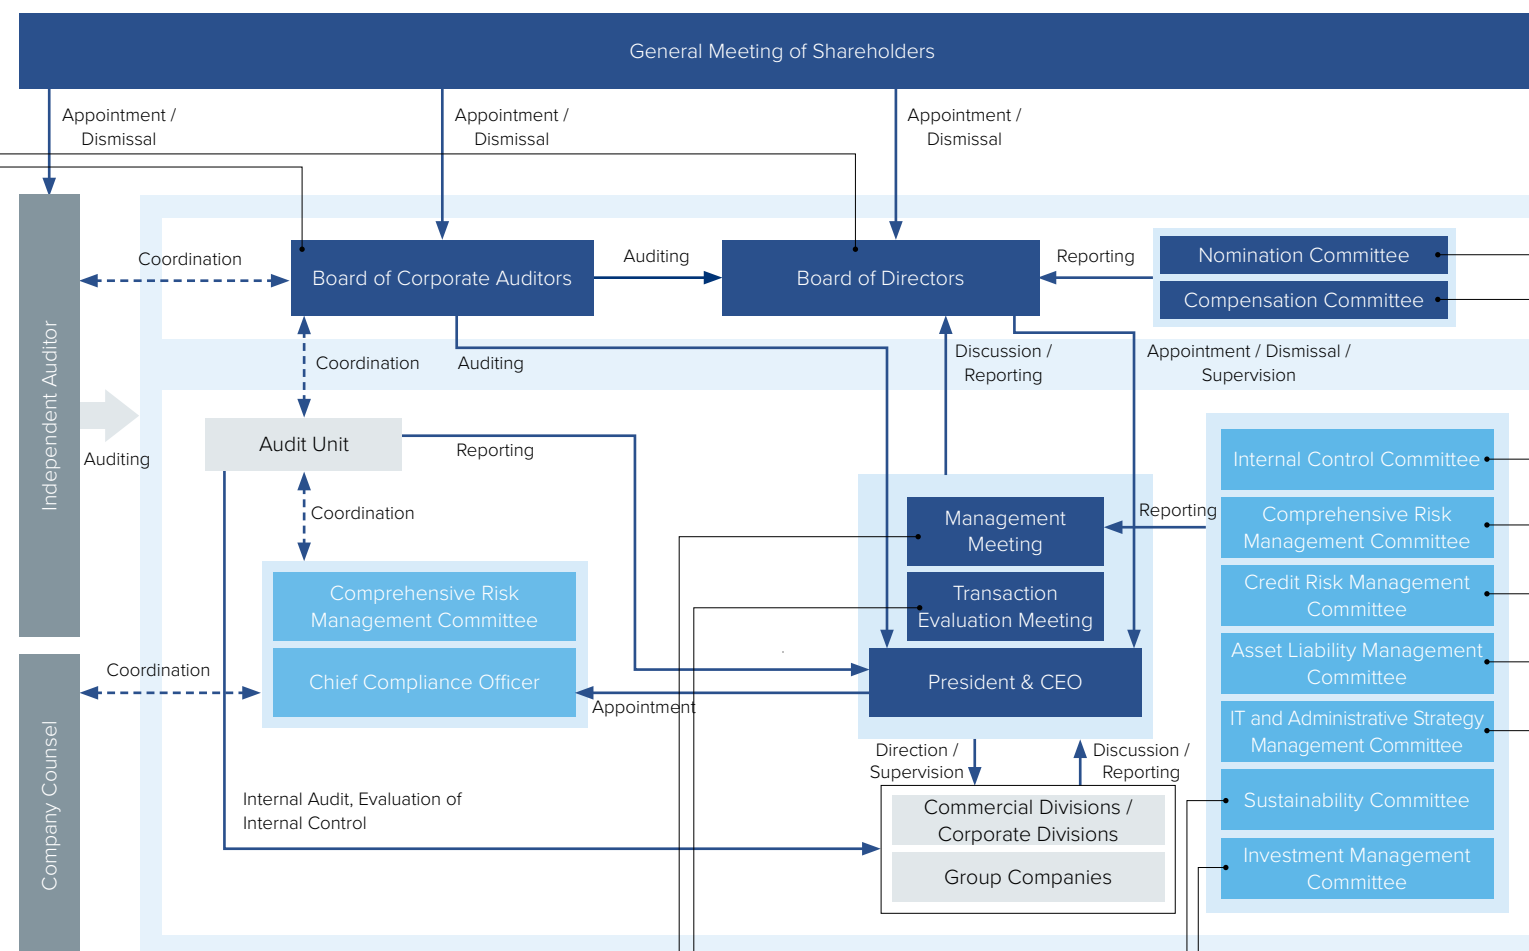 General Meeting of Shareholders
Appointment /
Dismissal
Appointment /
Dismissal
Appointment /
Dismissal
Independent Auditor
Coordination
Board of Corporate Auditors
Auditing
Board of Directors
Reporting
Nomination Committee
Compensation Committee
Coordination
Auditing
Discussion /
Reporting
Appointment / Dismissal /
Supervision
Auditing
Audit Unit
Reporting
Coordination
Management
Meeting
Reporting
Transaction
Evaluation Meeting
Internal Control Committee
Comprehensive Risk
Management Committee
Credit Risk Management
Committee
Asset Liability Management
Committee
IT and Administrative Strategy
Management Committee
Sustainability Committee
Investment Management
Committee
Comprehensive Risk
Management Committee
Chief Compliance Officer
Coordination
Company Counsel
Appointment
President & CEO
Direction /
Supervision
Discussion /
Reporting
Internal Audit, Evaluation of
Internal Control
Commercial Divisions /
Corporate Divisions
Group Companies